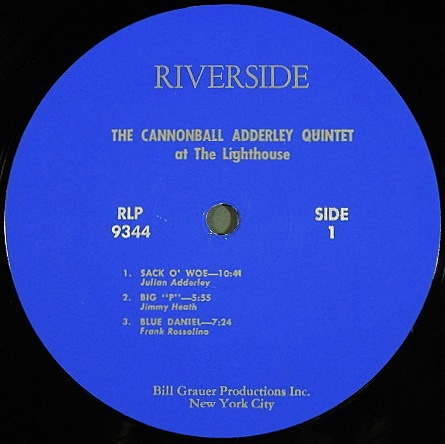 RIVERSIDE
THE CANNONBALL ADDERLEY QUINTET
at The Lighthouse
RLP
9344
SIDE
1
1. SACK O' WOE—10:41
Julian Adderley
2. BIG "P"—5:55
Jimmy Heath
3. BLUE DANIEL—7:24
Frank Rossolino
Bill Grauer Productions Inc.
New York City